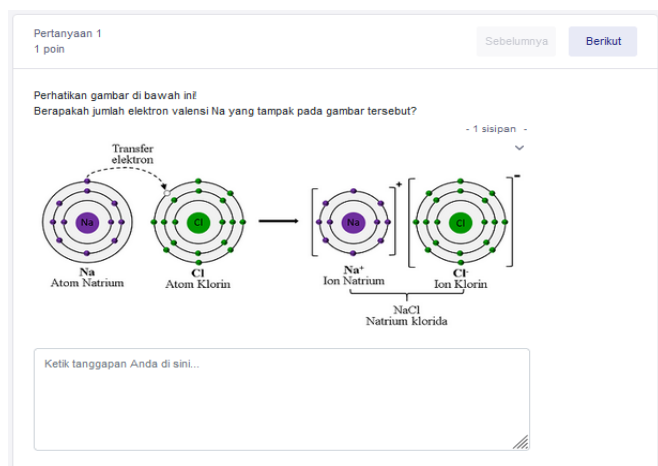 Pertanyaan 1
1 poin
Sebelumnya
Berikut
Perhatikan gambar di bawah ini!
Berapakah jumlah elektron valensi Na yang tampak pada gambar tersebut?
- 1 sisipan -
Transfer
elektron
Na
Cl
Na
Cl
+
-
Na
Atom Natrium
Cl
Atom Klorin
Na⁺
Ion Natrium
Cl⁻
Ion Klorin
NaCl
Natrium klorida
Ketik tanggapan Anda di sini...